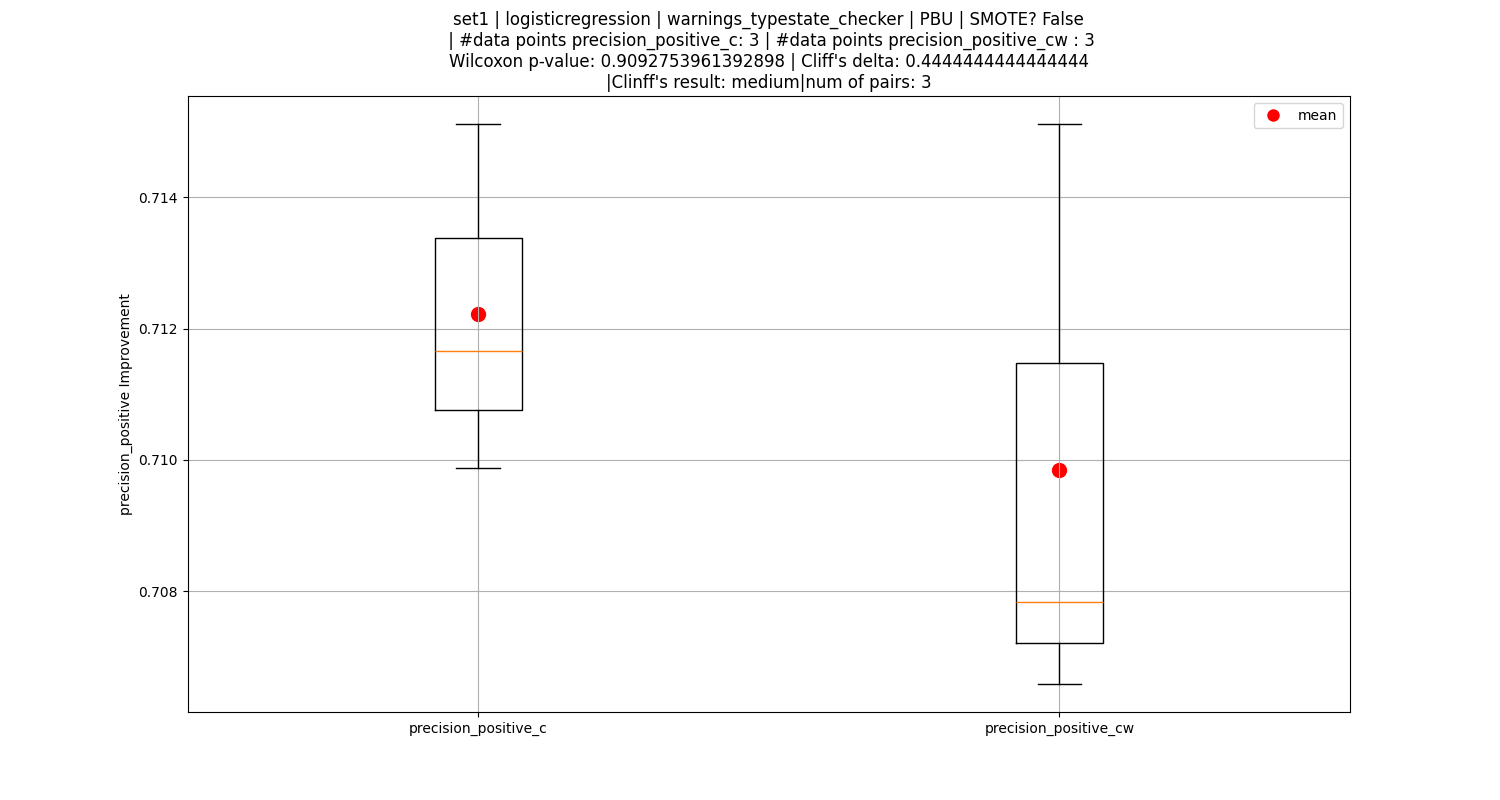 set1 | logisticregression | warnings_typestate_checker | PBU | SMOTE? False
| #data points precision_positive_c: 3 | #data points precision_positive_cw : 3
Wilcoxon p-value: 0.9092753961392898 | Cliff's delta: 0.4444444444444444
|Clinff's result: medium|num of pairs: 3
mean
precision_positive Improvement
0.714
0.712
0.710
0.708
precision_positive_c
precision_positive_cw